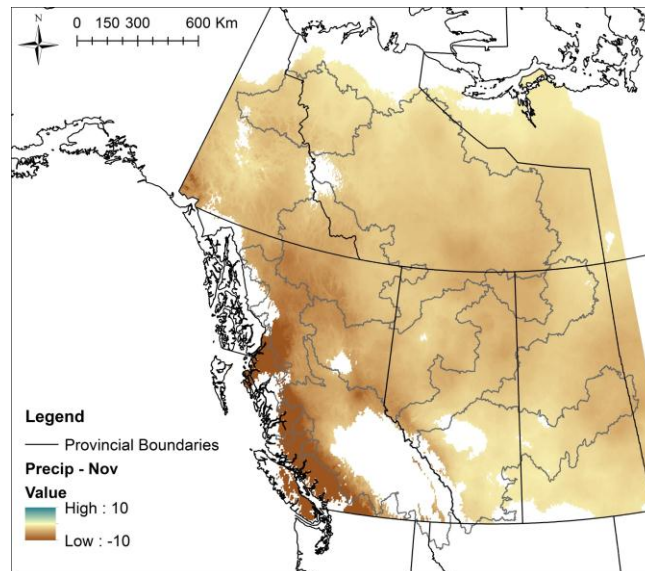 N
0 150 300 600 Km
Legend
Provincial Boundaries
Precip - Nov
Value
High : 10
Low : -10